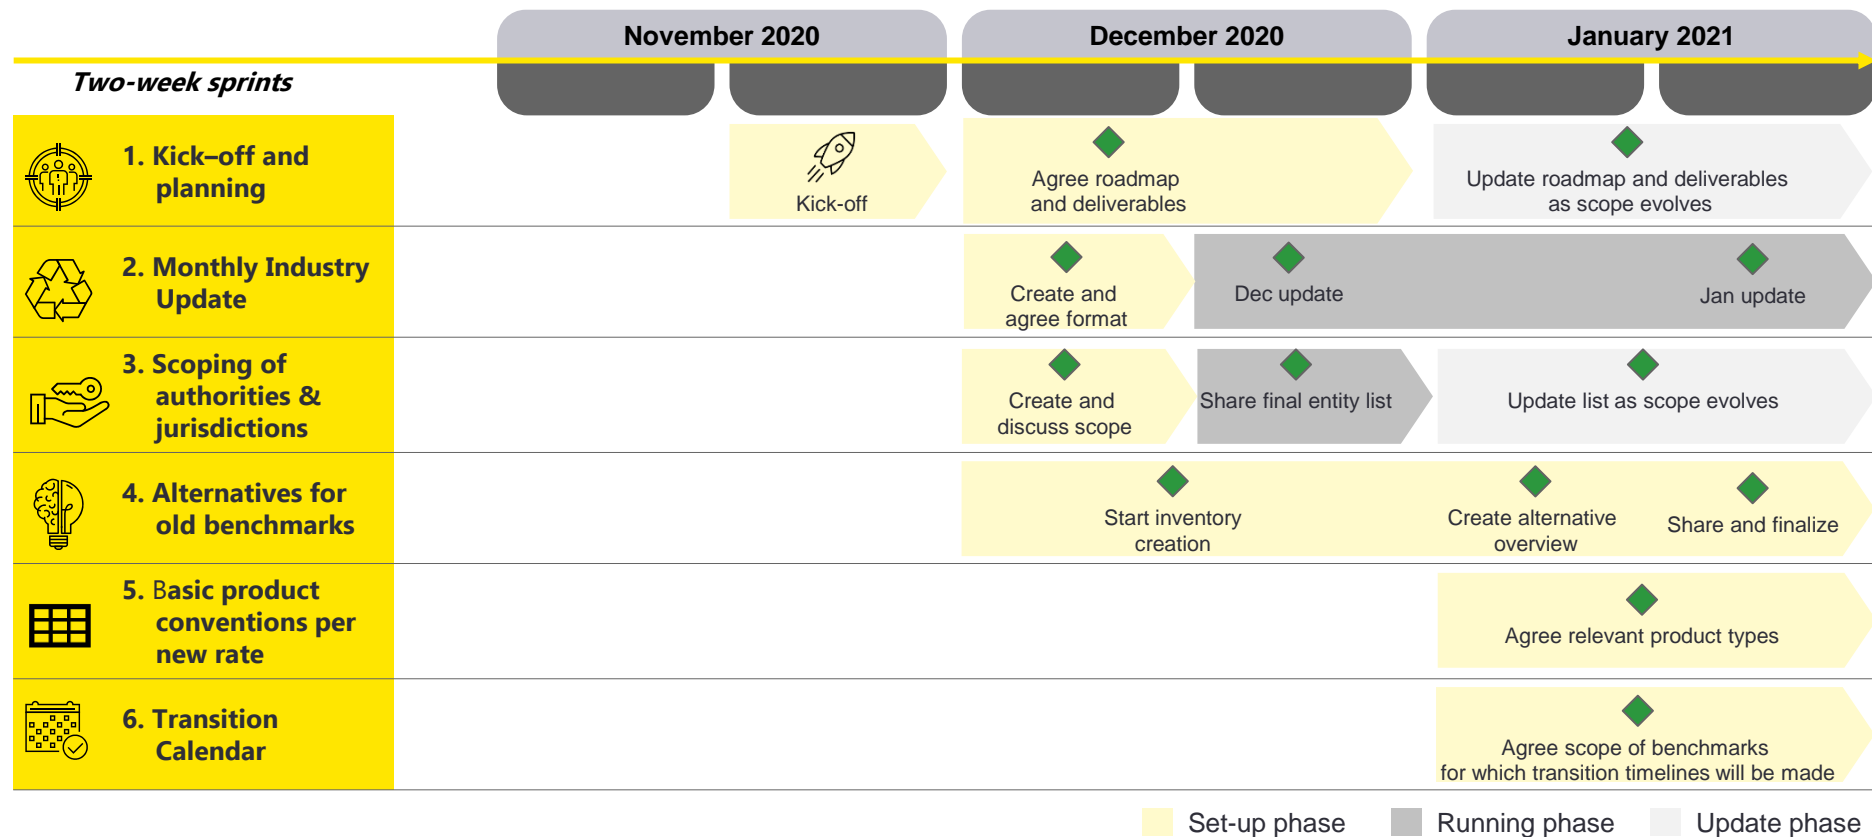 November 2020
December 2020
January 2021
Two-week sprints
1. Kick–off and
planning
Kick-off
Agree roadmap
and deliverables
Update roadmap and deliverables
as scope evolves
2. Monthly Industry
Update
Create and
agree format
Dec update
Jan update
3. Scoping of
authorities &
jurisdictions
Create and
discuss scope
Share final entity list
Update list as scope evolves
4. Alternatives for
old benchmarks
Start inventory
creation
Create alternative
overview
Share and finalize
5. Basic product
conventions per
new rate
Agree relevant product types
6. Transition
Calendar
Agree scope of benchmarks
for which transition timelines will be made
Set-up phase
Running phase
Update phase